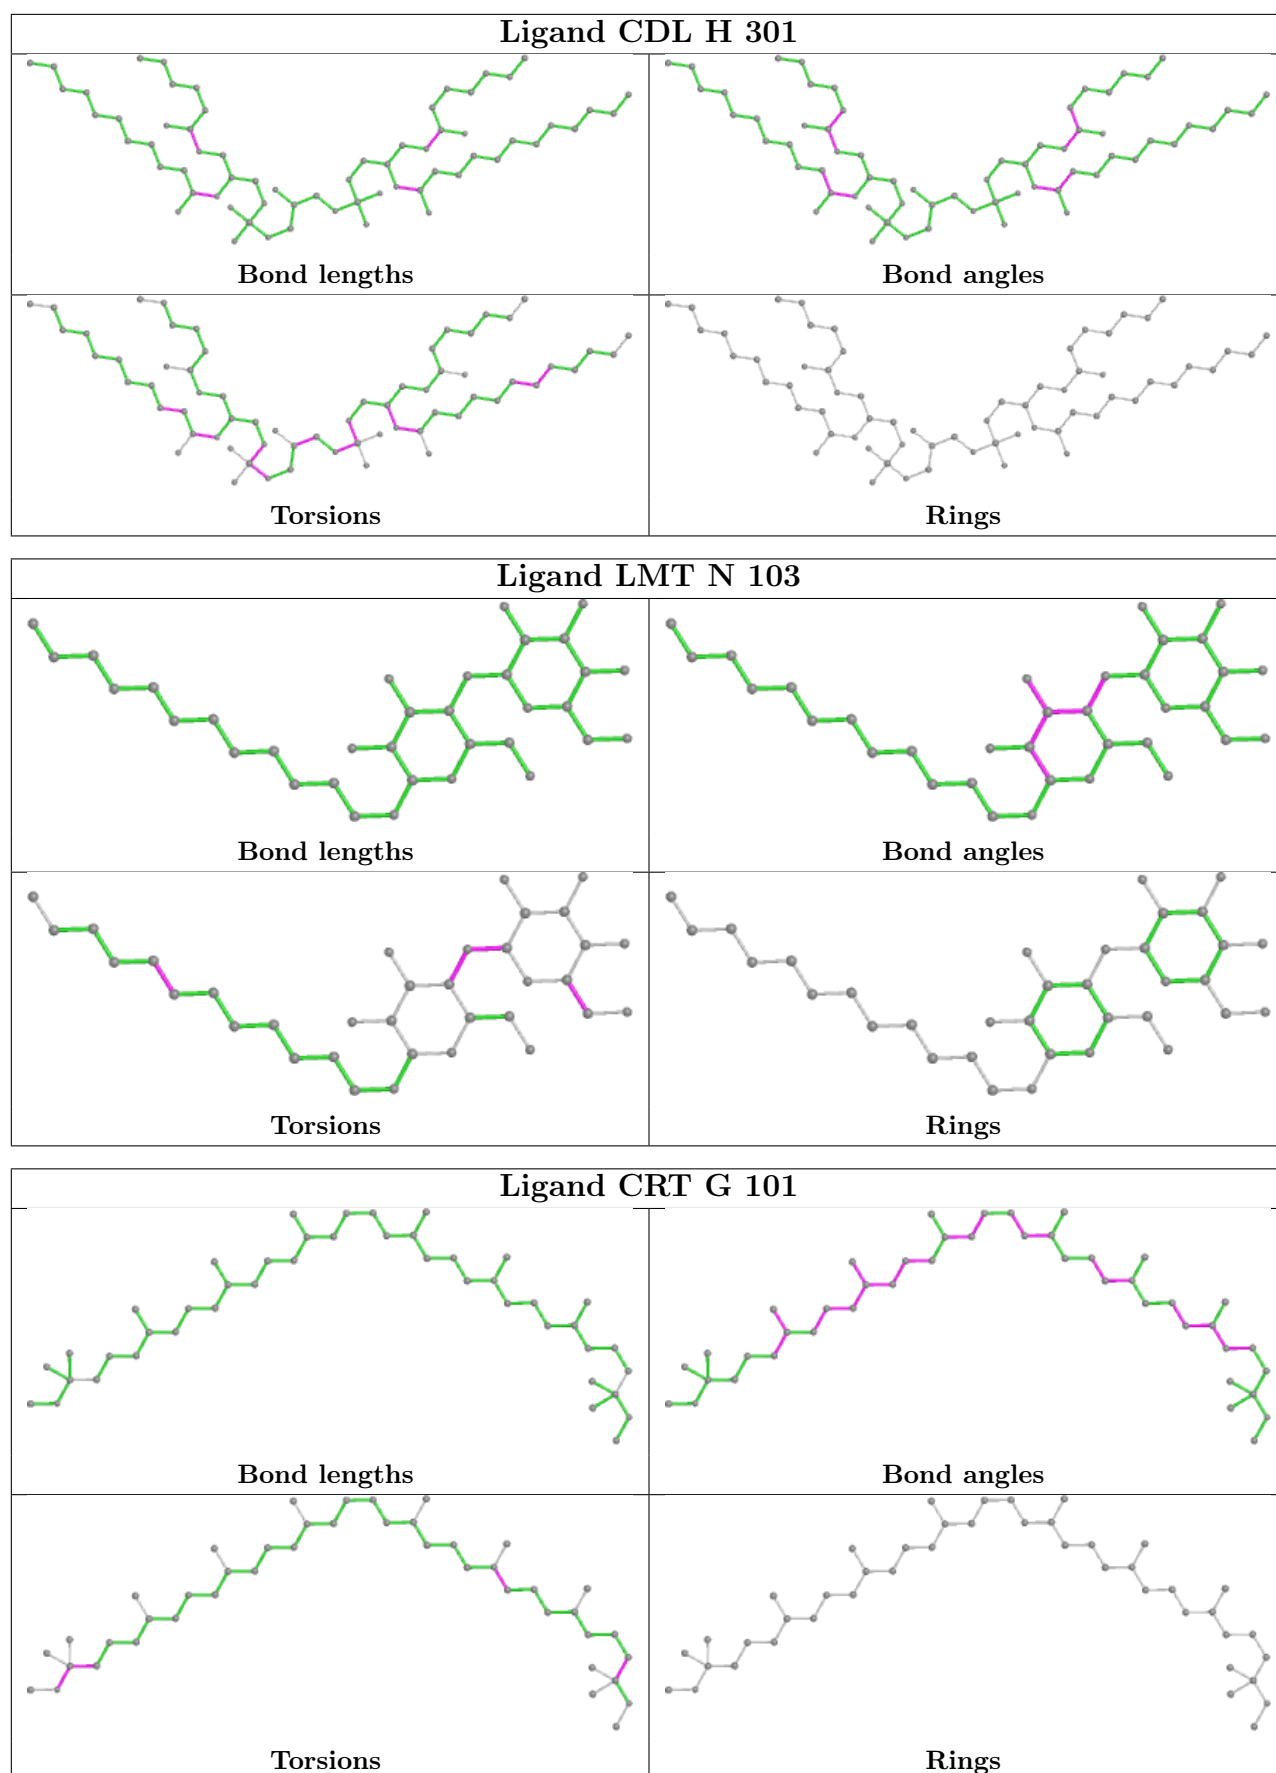 Ligand CDL H 301
Bond lengths
Bond angles
Torsions
Rings
Ligand LMT N 103
Bond lengths
Bond angles
Torsions
Rings
Ligand CRT G 101
Bond lengths
Bond angles
Torsions
Rings